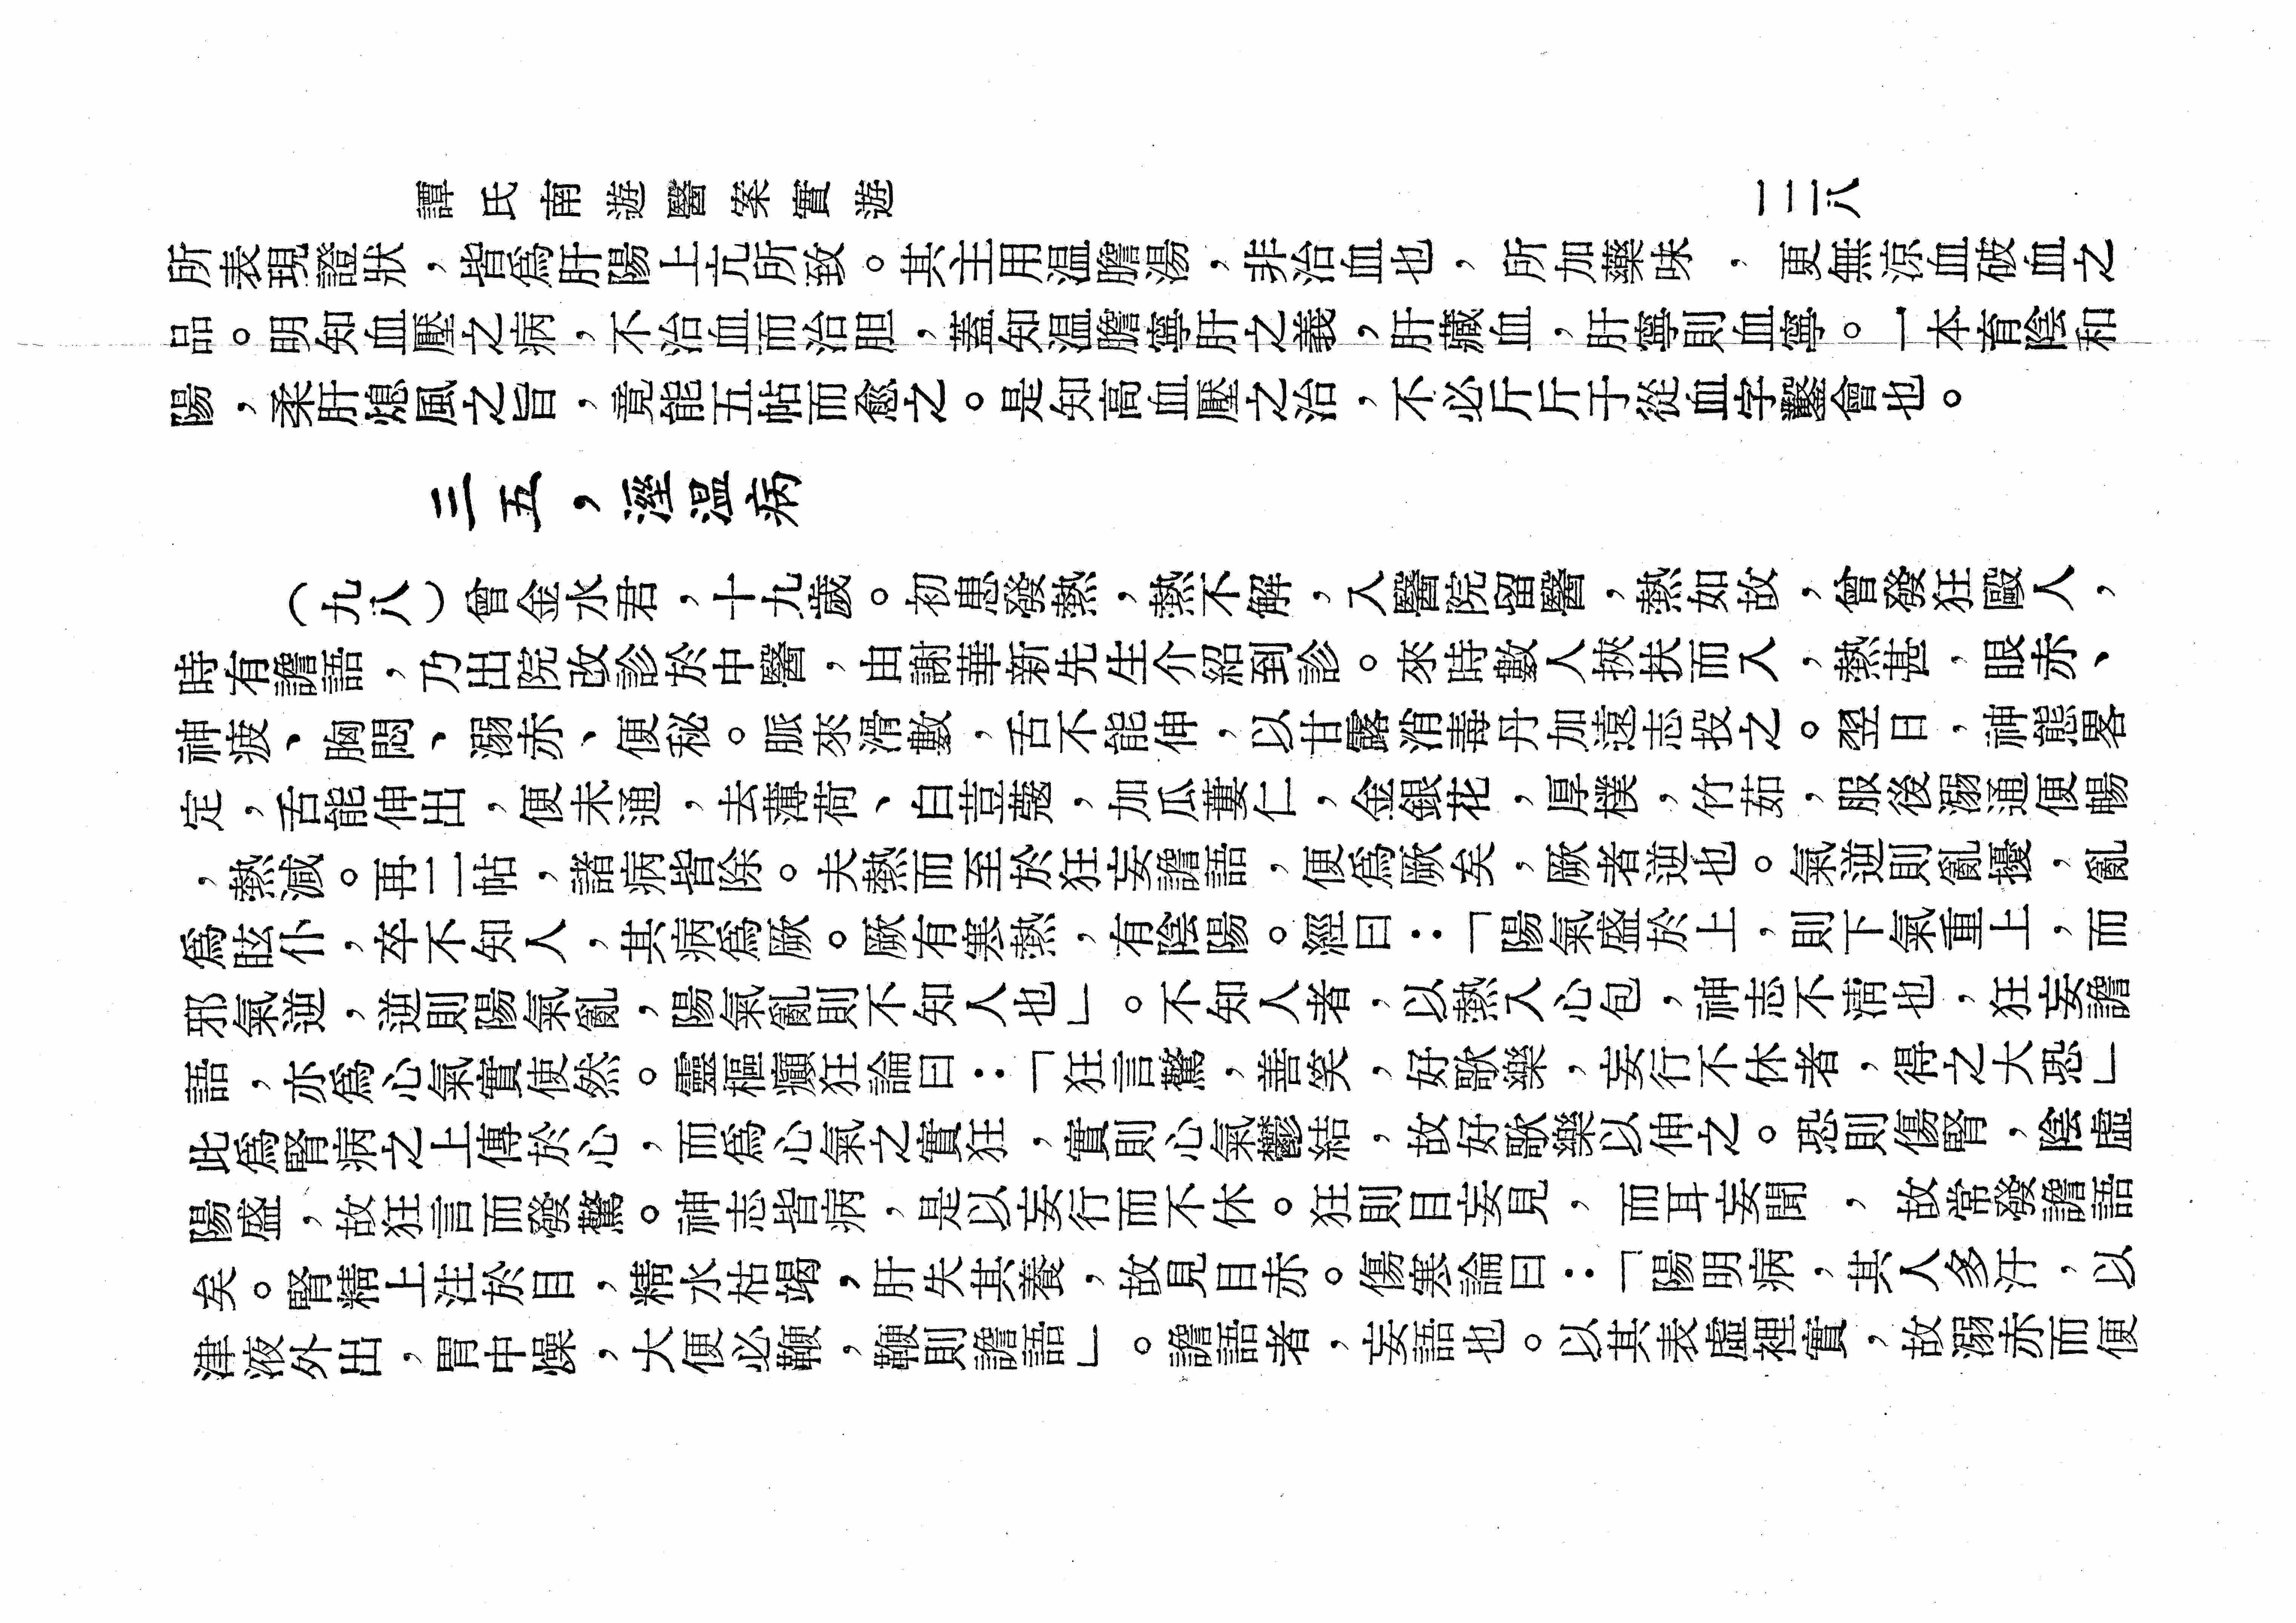 譚氏南遊醫案實遊
一二八
所表現證狀，皆爲肝陽上亢所致。其主用温膽湯，非治血也，所加藥味，更無涼血破血之
品。明知血壓之病，不治血而治胆，蓋知温膽寧肝之義，肝藏血，肝寧則血寧。一本育陰和
陽，柔肝熄風之旨，竟能五帖而愈之。是知高血壓之治，不必斤斤于從血字鑿會也。
三五，溼温病
（九八）曾金水君，十九歲。初患發熱，熱不解，入醫院留醫，熱如故，曾發狂毆人，
時有譫語，乃出院改診於中醫，由謝華新先生介紹到診。來時數人挾扶而入，熱甚，眼赤、
神疲、胸悶、溺赤、便秘。脈來滑數，舌不能伸，以甘露消毒丹加遠志投之。翌日，神態畧
定，舌能伸出，便未通，去薄荷、白荳蔻，加瓜蔞仁，金銀花，厚樸，竹茹，服後溺通便暢
，熱減。再二帖，諸病皆除。夫熱而至於狂妄譫語，便爲厥矣，厥者逆也。氣逆則亂擾，亂
爲眩仆，卒不知人，其病爲厥。厥有寒熱，有陰陽。經曰：「陽氣盛於上，則下氣重上，而
邪氣逆，逆則陽氣亂，陽氣亂則不知人也」。不知人者，以熱入心包，神志不清也，狂妄譫
語，亦爲心氣實使然。靈樞癲狂論曰：「狂言驚，善笑，好歌樂，妄行不休者，得之大恐」
此爲腎病之上傳於心，而爲心氣之實狂，實則心氣鬱結，故好歌樂以伸之。恐則傷腎，陰虛
陽盛，故狂言而發驚。神志皆病，是以妄行而不休。狂則目妄見，而耳妄聞，故常發譫語
矣。腎精上注於目，精水枯竭，肝失其養，故見目赤。傷寒論曰：「陽明病，其人多汗，以
津液外出，胃中燥，大便必鞕，鞕則譫語」。譫語者，妄語也。以其表虛裡實，故溺赤而便